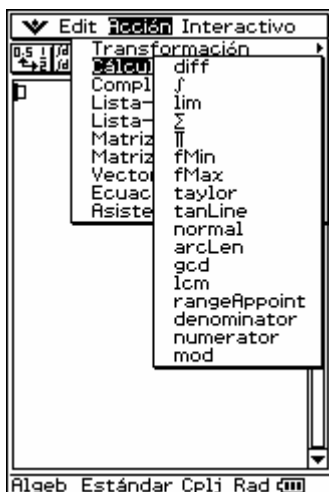 Edit Acción Interactivo
Transformación
Cálcul
Compl
Lista-
Lista-
Matriz
Matriz
Vecto
Ecuac
Asiste
diff
∫
lim
Σ
∏
fMin
fMax
taylor
tanLine
normal
arcLen
gcd
lcm
rangeAppoint
denominator
numerator
mod
Algeb Estándar Cplj Rad